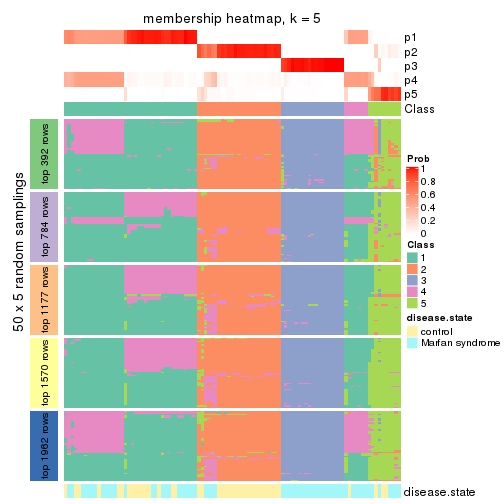 membership heatmap, k = 5
p1
p2
p3
p4
p5
Class
50 x 5 random samplings
top 392 rows
top 784 rows
top 1177 rows
top 1570 rows
top 1962 rows
disease.state
Prob
1
0.8
0.6
0.4
0.2
0
Class
1
2
3
4
5
disease.state
control
Marfan syndrome